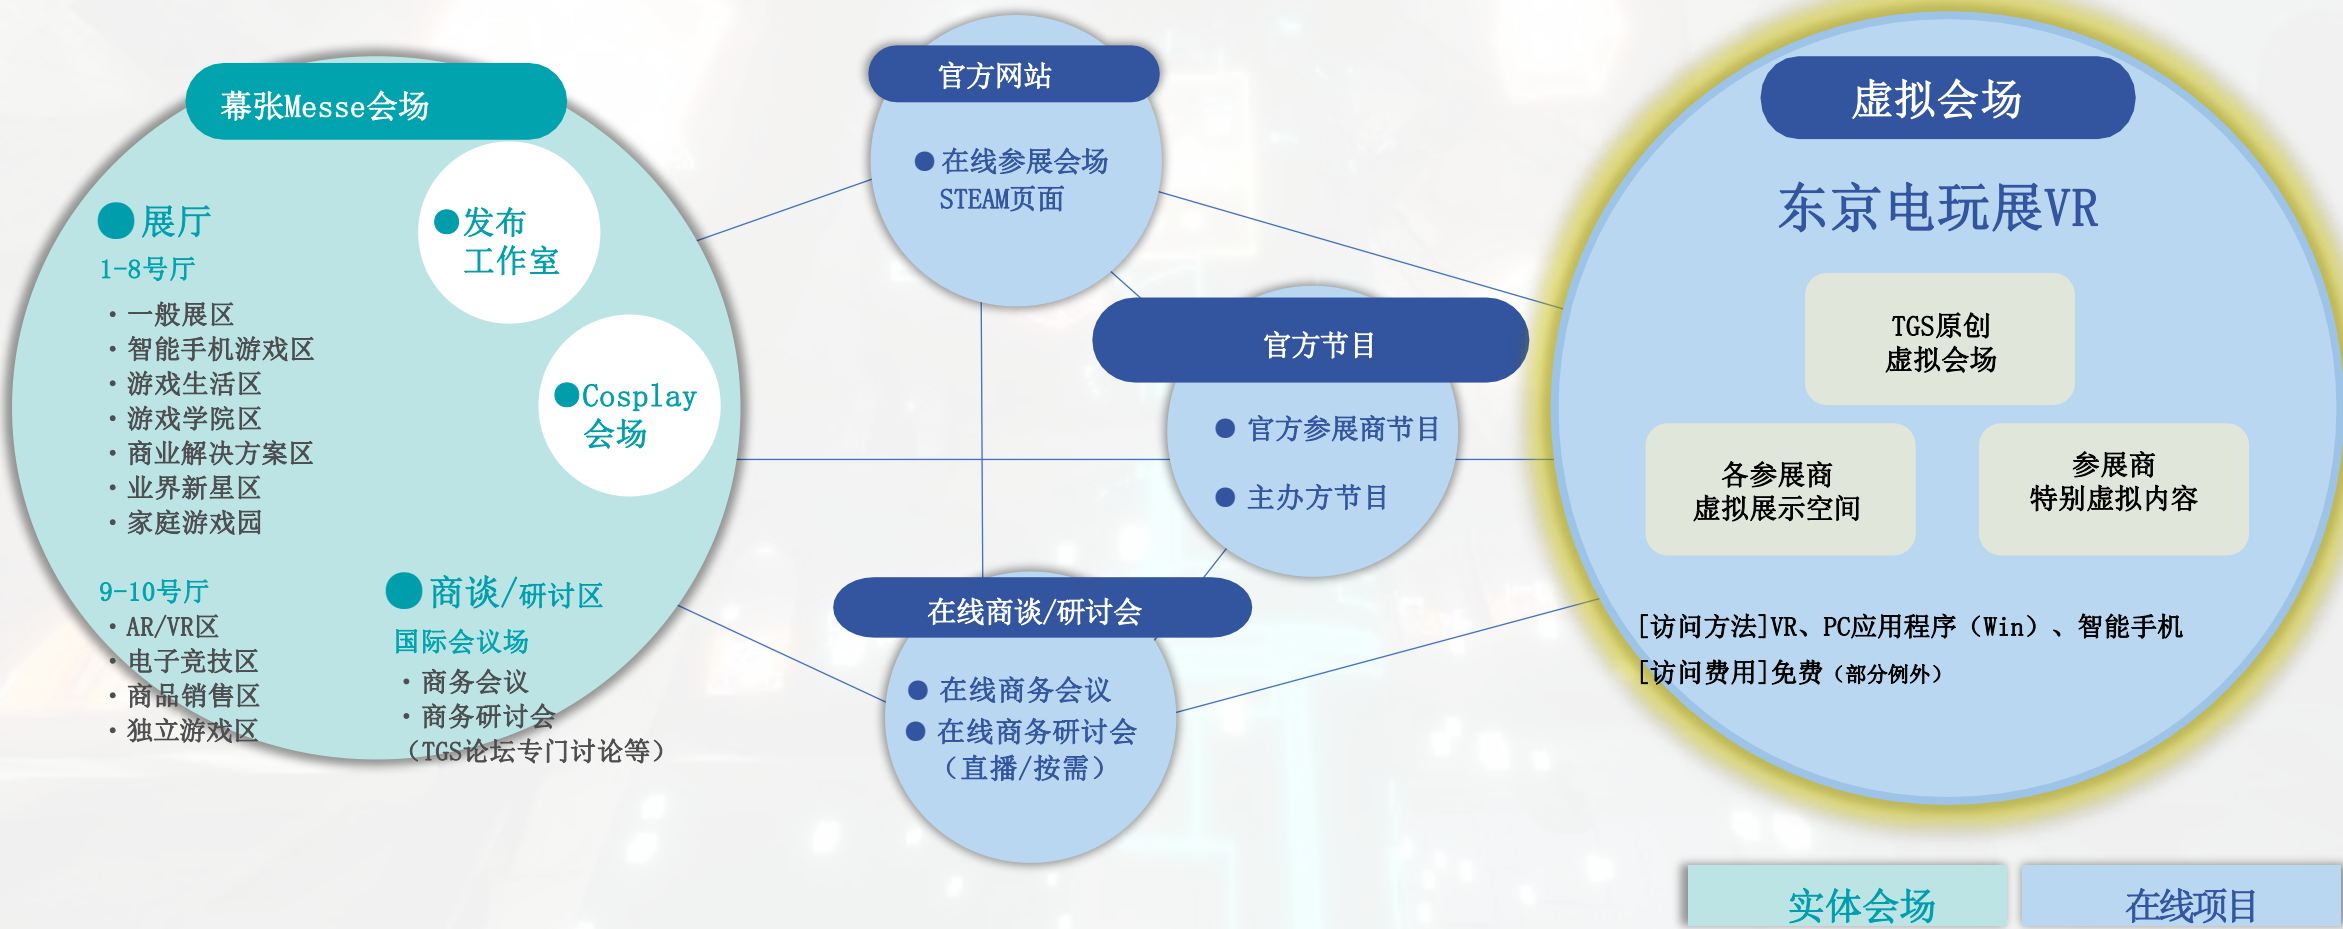 幕张Messe会场
●展厅
1-8号厅
・一般展区
・智能手机游戏区
・游戏生活区
・游戏学院区
・商业解决方案区
・业界新星区
・家庭游戏园
9-10号厅
・AR/VR区
・电子竞技区
・商品销售区
・独立游戏区
●发布
工作室
●Cosplay
会场
●商谈/研讨区
国际会议场
・商务会议
・商务研讨会
（TGS论坛专门讨论等）
官方网站
●在线参展会场
STEAM页面
官方节目
●官方参展商节目
●主办方节目
在线商谈/研讨会
●在线商务会议
●在线商务研讨会
（直播/按需）
虚拟会场
东京电玩展VR
TGS原创
虚拟会场
各参展商
虚拟展示空间
参展商
特别虚拟内容
[访问方法]VR、PC应用程序（Win）、智能手机
[访问费用]免费（部分例外）
实体会场
在线项目